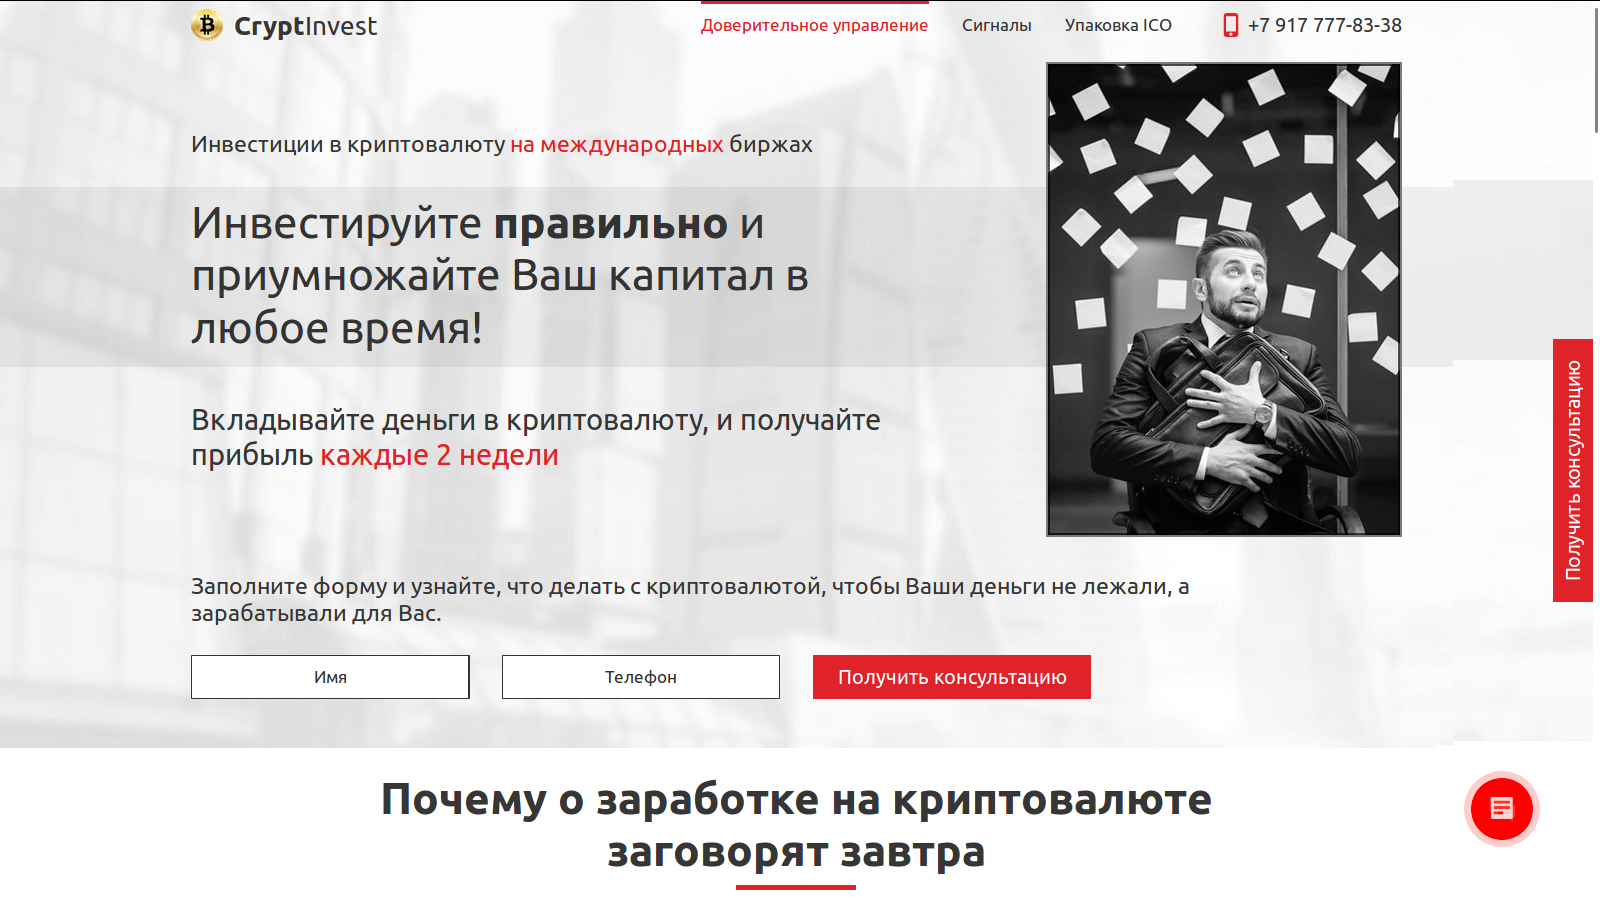 CryptInvest
Доверительное управление
Сигналы
Упаковка ICO
+7 917 777-83-38
Инвестиции в криптовалюту на международных биржах
Инвестируйте правильно и
приумножайте Ваш капитал в
любое время!
Вкладывайте деньги в криптовалюту, и получайте
прибыль каждые 2 недели
Получить консультацию
Заполните форму и узнайте, что делать с криптовалютой, чтобы Ваши деньги не лежали, а
зарабатывали для Вас.
Имя
Телефон
Получить консультацию
Почему о заработке на криптовалюте
заговорят завтра